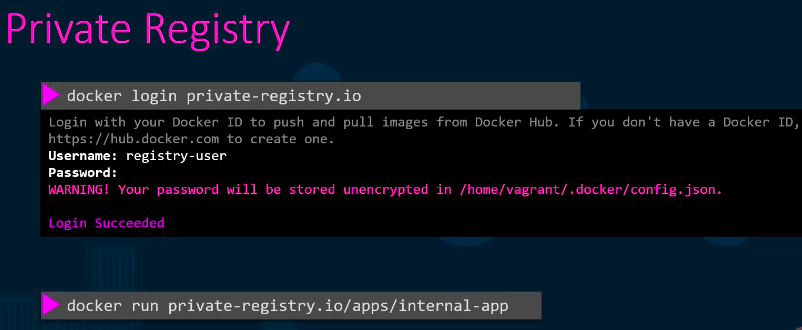 Private Registry
docker login private-registry.io
Login with your Docker ID to push and pull images from Docker Hub. If you don't have a Docker ID,
https://hub.docker.com to create one.
Username: registry-user
Password:
WARNING! Your password will be stored unencrypted in /home/vagrant/.docker/config.json.
Login Succeeded
docker run private-registry.io/apps/internal-app